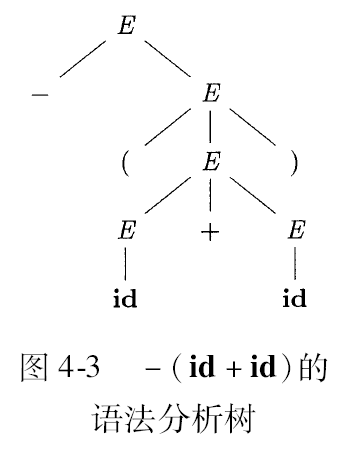 E
– E
( E )
E + E
id id
图 4-3 – ( id + id ) 的
语法分析树